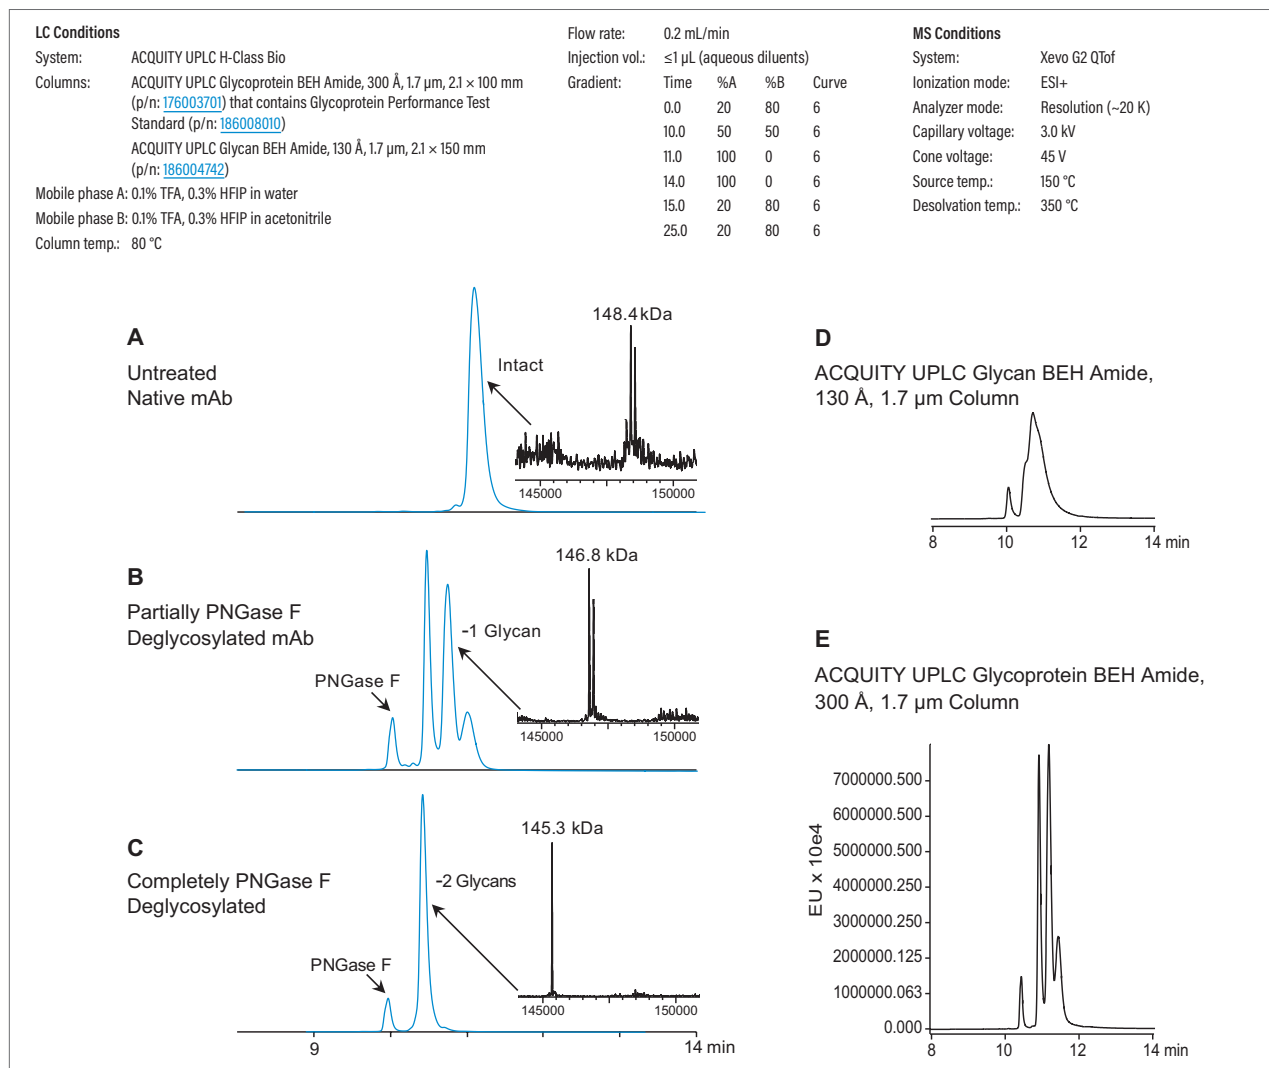 LC Conditions
System: ACQUITY UPLC H-Class Bio
Columns: ACQUITY UPLC Glycoprotein BEH Amide, 300 Å, 1.7 µm, 2.1 × 100 mm
(p/n: 176003701) that contains Glycoprotein Performance Test
Standard (p/n: 186008010)
ACQUITY UPLC Glycan BEH Amide, 130 Å, 1.7 µm, 2.1 × 150 mm
(p/n: 186004742)
Mobile phase A: 0.1% TFA, 0.3% HFIP in water
Mobile phase B: 0.1% TFA, 0.3% HFIP in acetonitrile
Column temp.: 80 °C
Flow rate: 0.2 mL/min
Injection vol.: ≤1 µL (aqueous diluents)
Gradient: Time %A %B Curve
0.0 20 80 6
10.0 50 50 6
11.0 100 0 6
14.0 100 0 6
15.0 20 80 6
25.0 20 80 6
MS Conditions
System: Xevo G2 QTof
Ionization mode: ESI+
Analyzer mode: Resolution (~20 K)
Capillary voltage: 3.0 kV
Cone voltage: 45 V
Source temp.: 150 °C
Desolvation temp.: 350 °C
A
Untreated
Native mAb
Intact
148.4 kDa
145000 150000
B
Partially PNGase F
Deglycosylated mAb
PNGase F
-1 Glycan
146.8 kDa
145000 150000
C
Completely PNGase F
Deglycosylated
PNGase F
-2 Glycans
145.3 kDa
145000 150000
9 14 min
D
ACQUITY UPLC Glycan BEH Amide,
130 Å, 1.7 µm Column
8 10 12 14 min
E
ACQUITY UPLC Glycoprotein BEH Amide,
300 Å, 1.7 µm Column
EU x 10e4
7000000.500
6000000.500
5000000.500
4000000.250
3000000.250
2000000.125
1000000.063
0.000
8 10 12 14 min